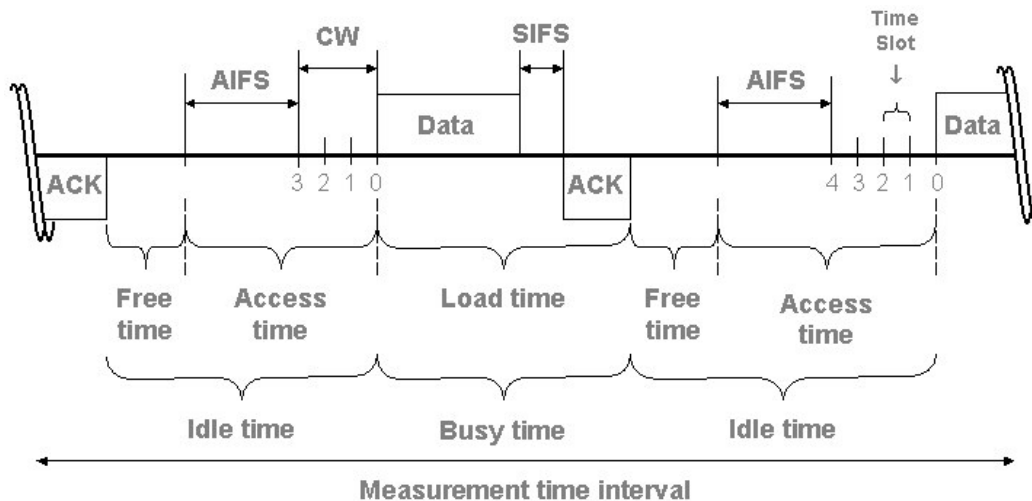 Time
Slot
CW
SIFS
AIFS
AIFS
Data
Data
ACK
3 2 1 0
ACK
4 3 2 1 0
Free
time
Access
time
Load time
Free
time
Access
time
Idle time
Busy time
Idle time
Measurement time interval